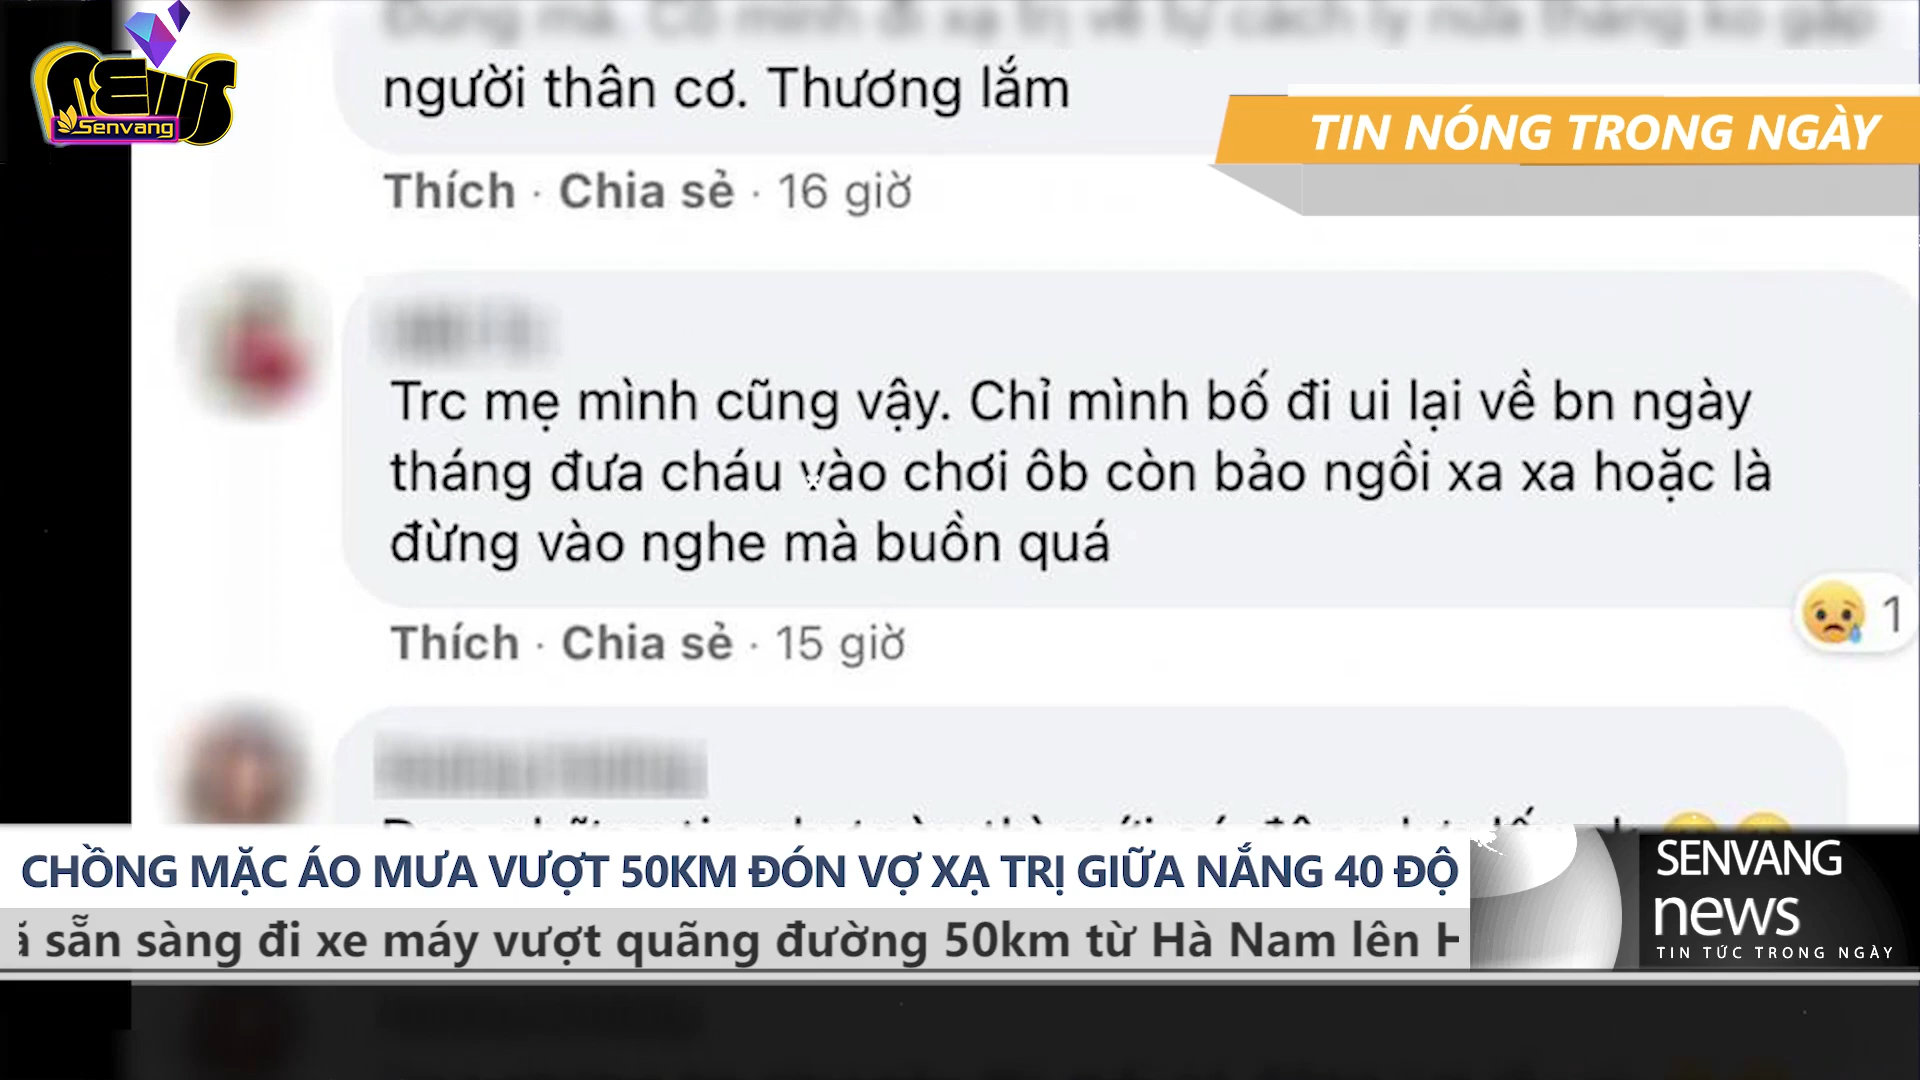 news
Senvang
người thân cơ. Thương lắm
TIN NÓNG TRONG NGÀY
Thích · Chia sẻ · 16 giờ
Trc mẹ mình cũng vậy. Chỉ mình bố đi ui lại về bn ngày
tháng đưa cháu vào chơi ôb còn bảo ngồi xa xa hoặc là
đừng vào nghe mà buồn quá
1
Thích · Chia sẻ · 15 giờ
CHỒNG MẶC ÁO MƯA VƯỢT 50KM ĐÓN VỢ XẠ TRỊ GIỮA NẮNG 40 ĐỘ
sẵn sàng đi xe máy vượt quãng đường 50km từ Hà Nam lên
SENVANG
news
TIN TỨC TRONG NGÀY